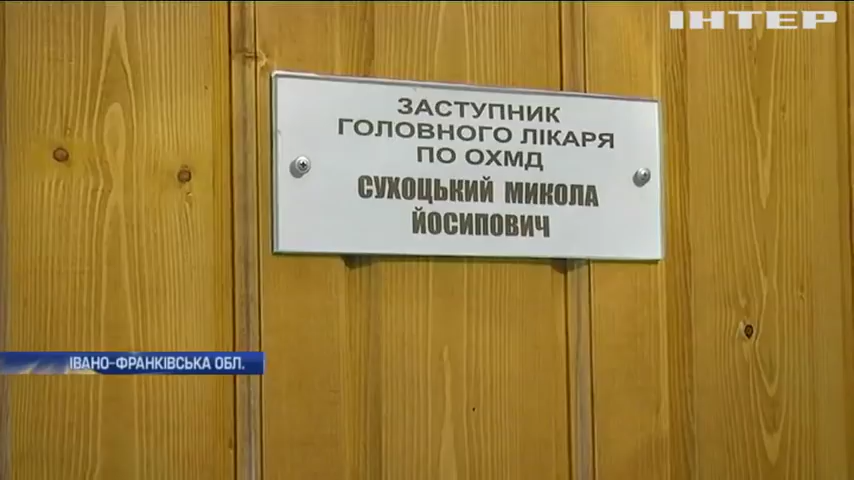 ІНТЕР
ЗАСТУПНИК
ГОЛОВНОГО ЛІКАРЯ
ПО ОХМД
СУХОЦЬКИЙ МИКОЛА
ЙОСИПОВИЧ
ІВАНО-ФРАНКІВСЬКА ОБЛ.